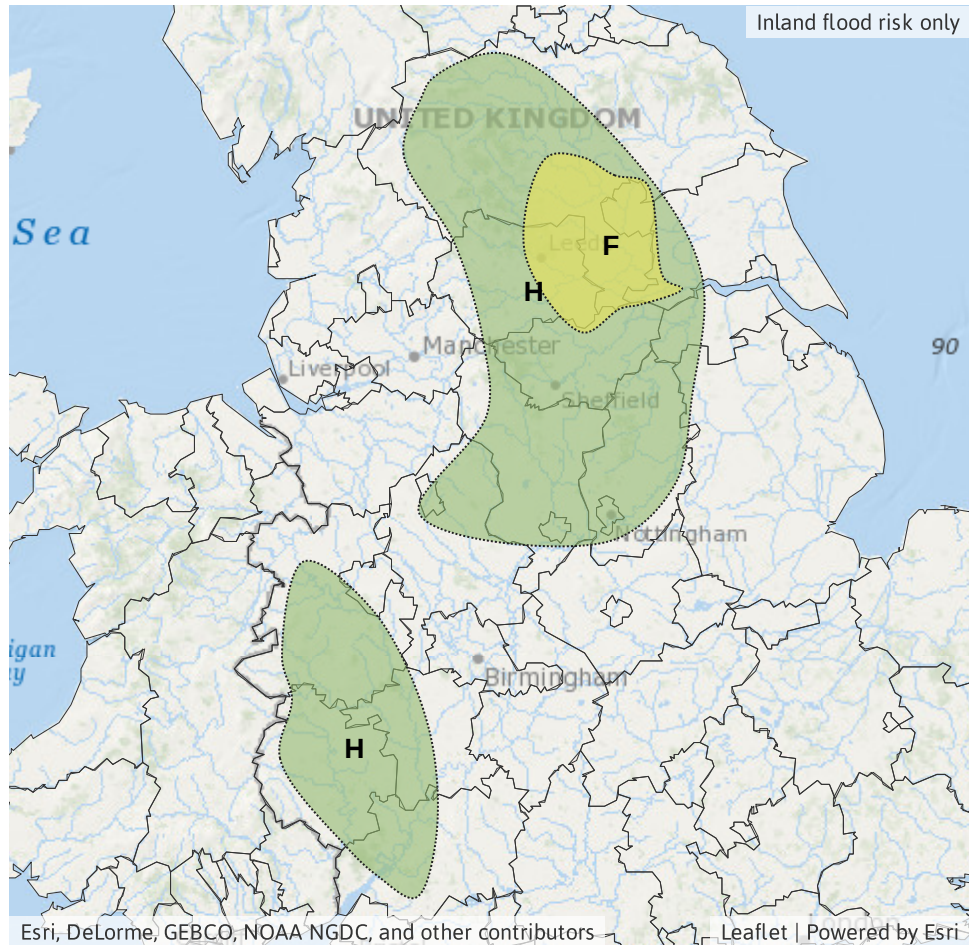 Inland flood risk only
UNITED KINGDOM
Sea
Leeds
F
H
Manchester
90
Liverpool
Sheffield
Nottingham
igan
y
Birmingham
H
London
Esri, DeLorme, GEBCO, NOAA NGDC, and other contributors
Leaflet | Powered by Esri